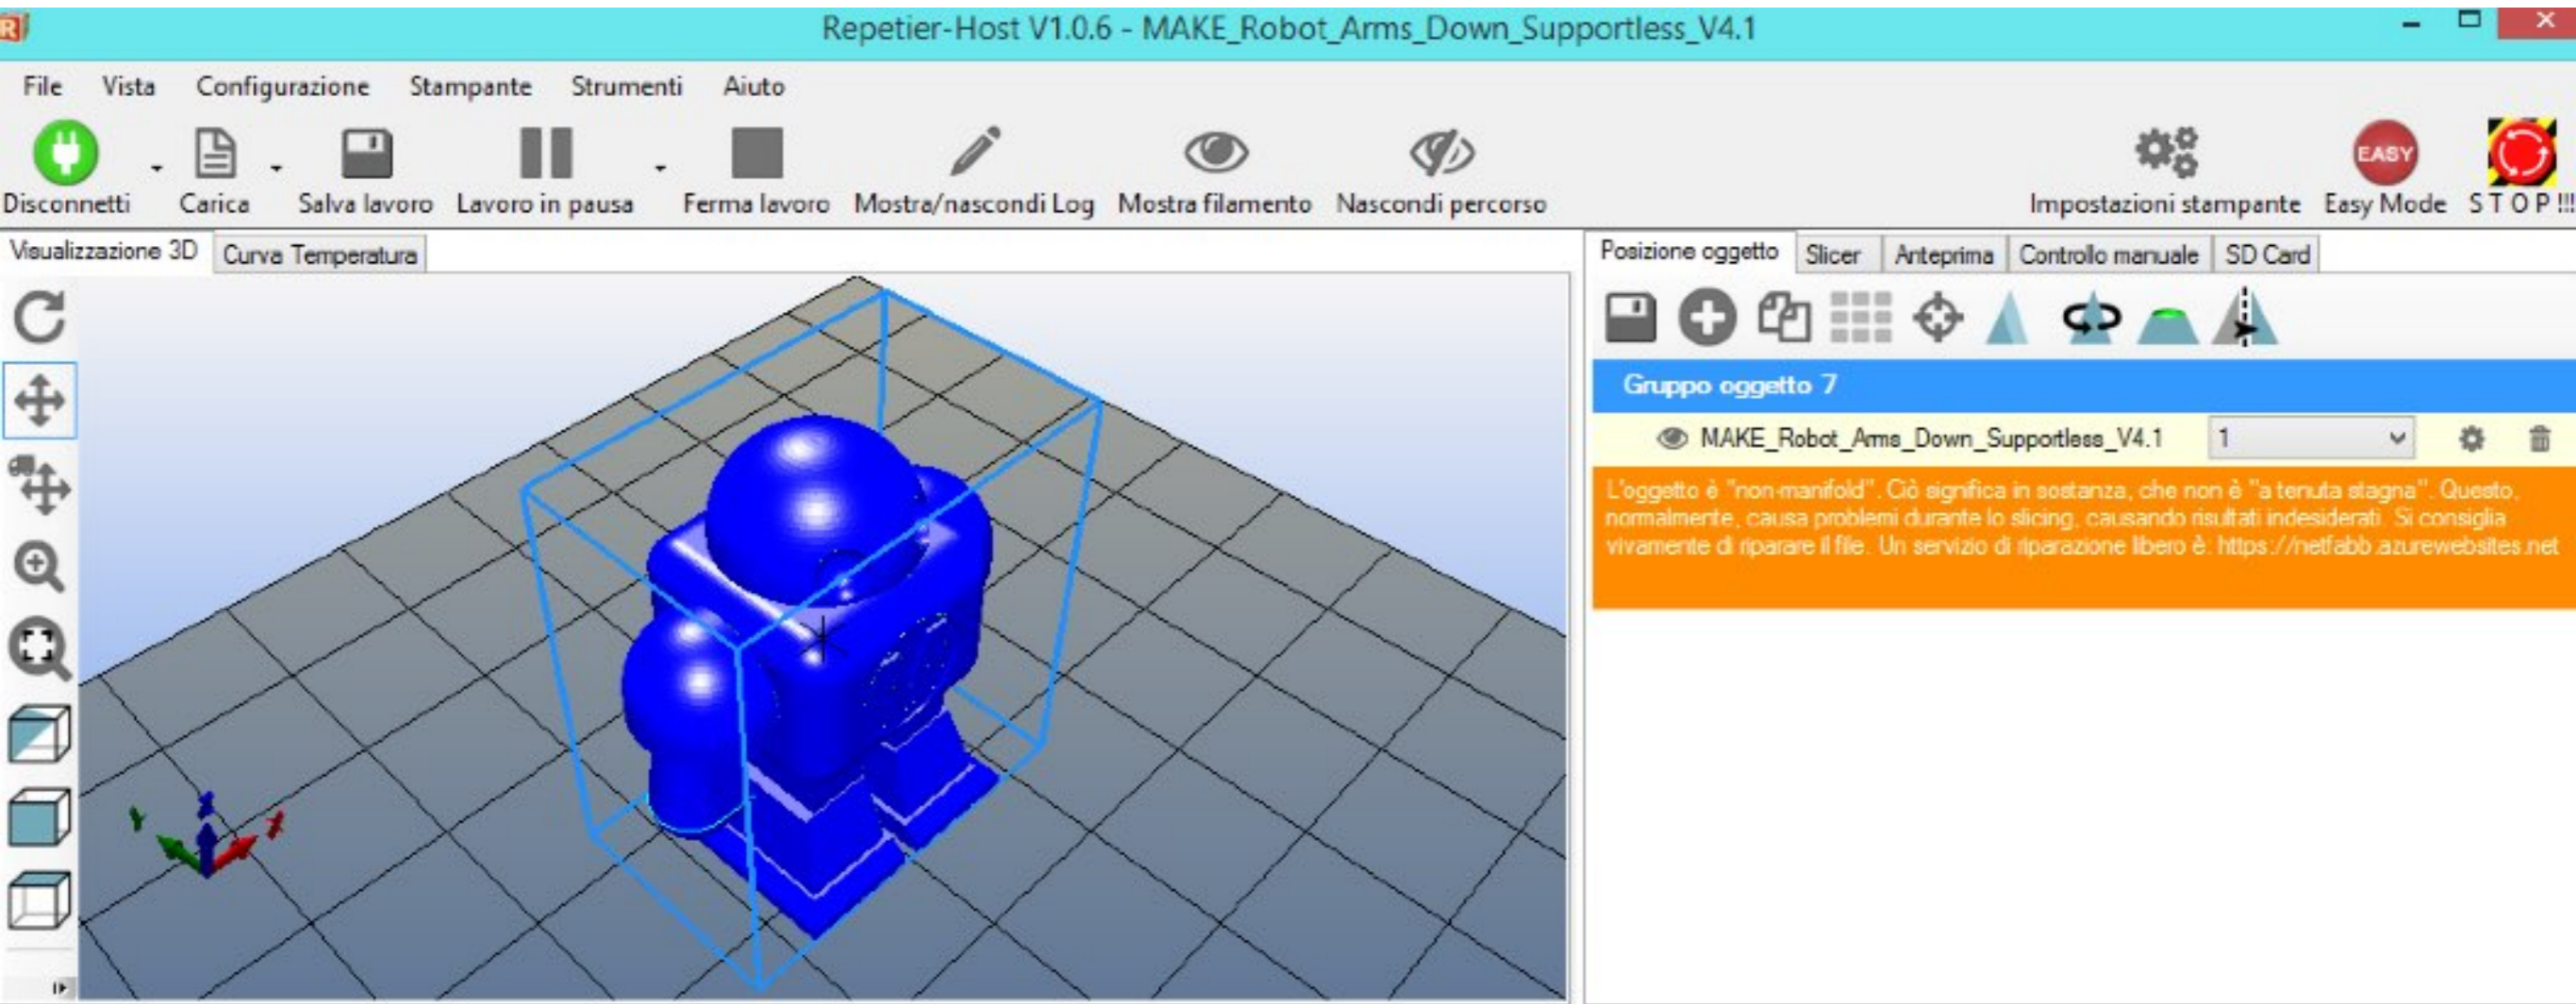 Repetier-Host V1.0.6 - MAKE_Robot_Arms_Down_Supportless_V4.1
File Vista Configurazione Stampante Strumenti Aiuto
Disconnetti Carica Salva lavoro Lavoro in pausa Ferma lavoro Mostra/nascondi Log Mostra filamento Nascondi percorso Impostazioni stampante Easy Mode S T O P !!!
EASY
Visualizzazione 3D Curva Temperatura Posizione oggetto Slicer Anteprima Controllo manuale SD Card
Gruppo oggetto 7
MAKE_Robot_Arms_Down_Supportless_V4.1 1
L'oggetto è "non-manifold". Ciò significa in sostanza, che non è "a tenuta stagna". Questo,
normalmente, causa problemi durante lo slicing, causando risultati indesiderati. Si consiglia
vivamente di riparare il file. Un servizio di riparazione libero è: https://netfabb.azurewebsites.net